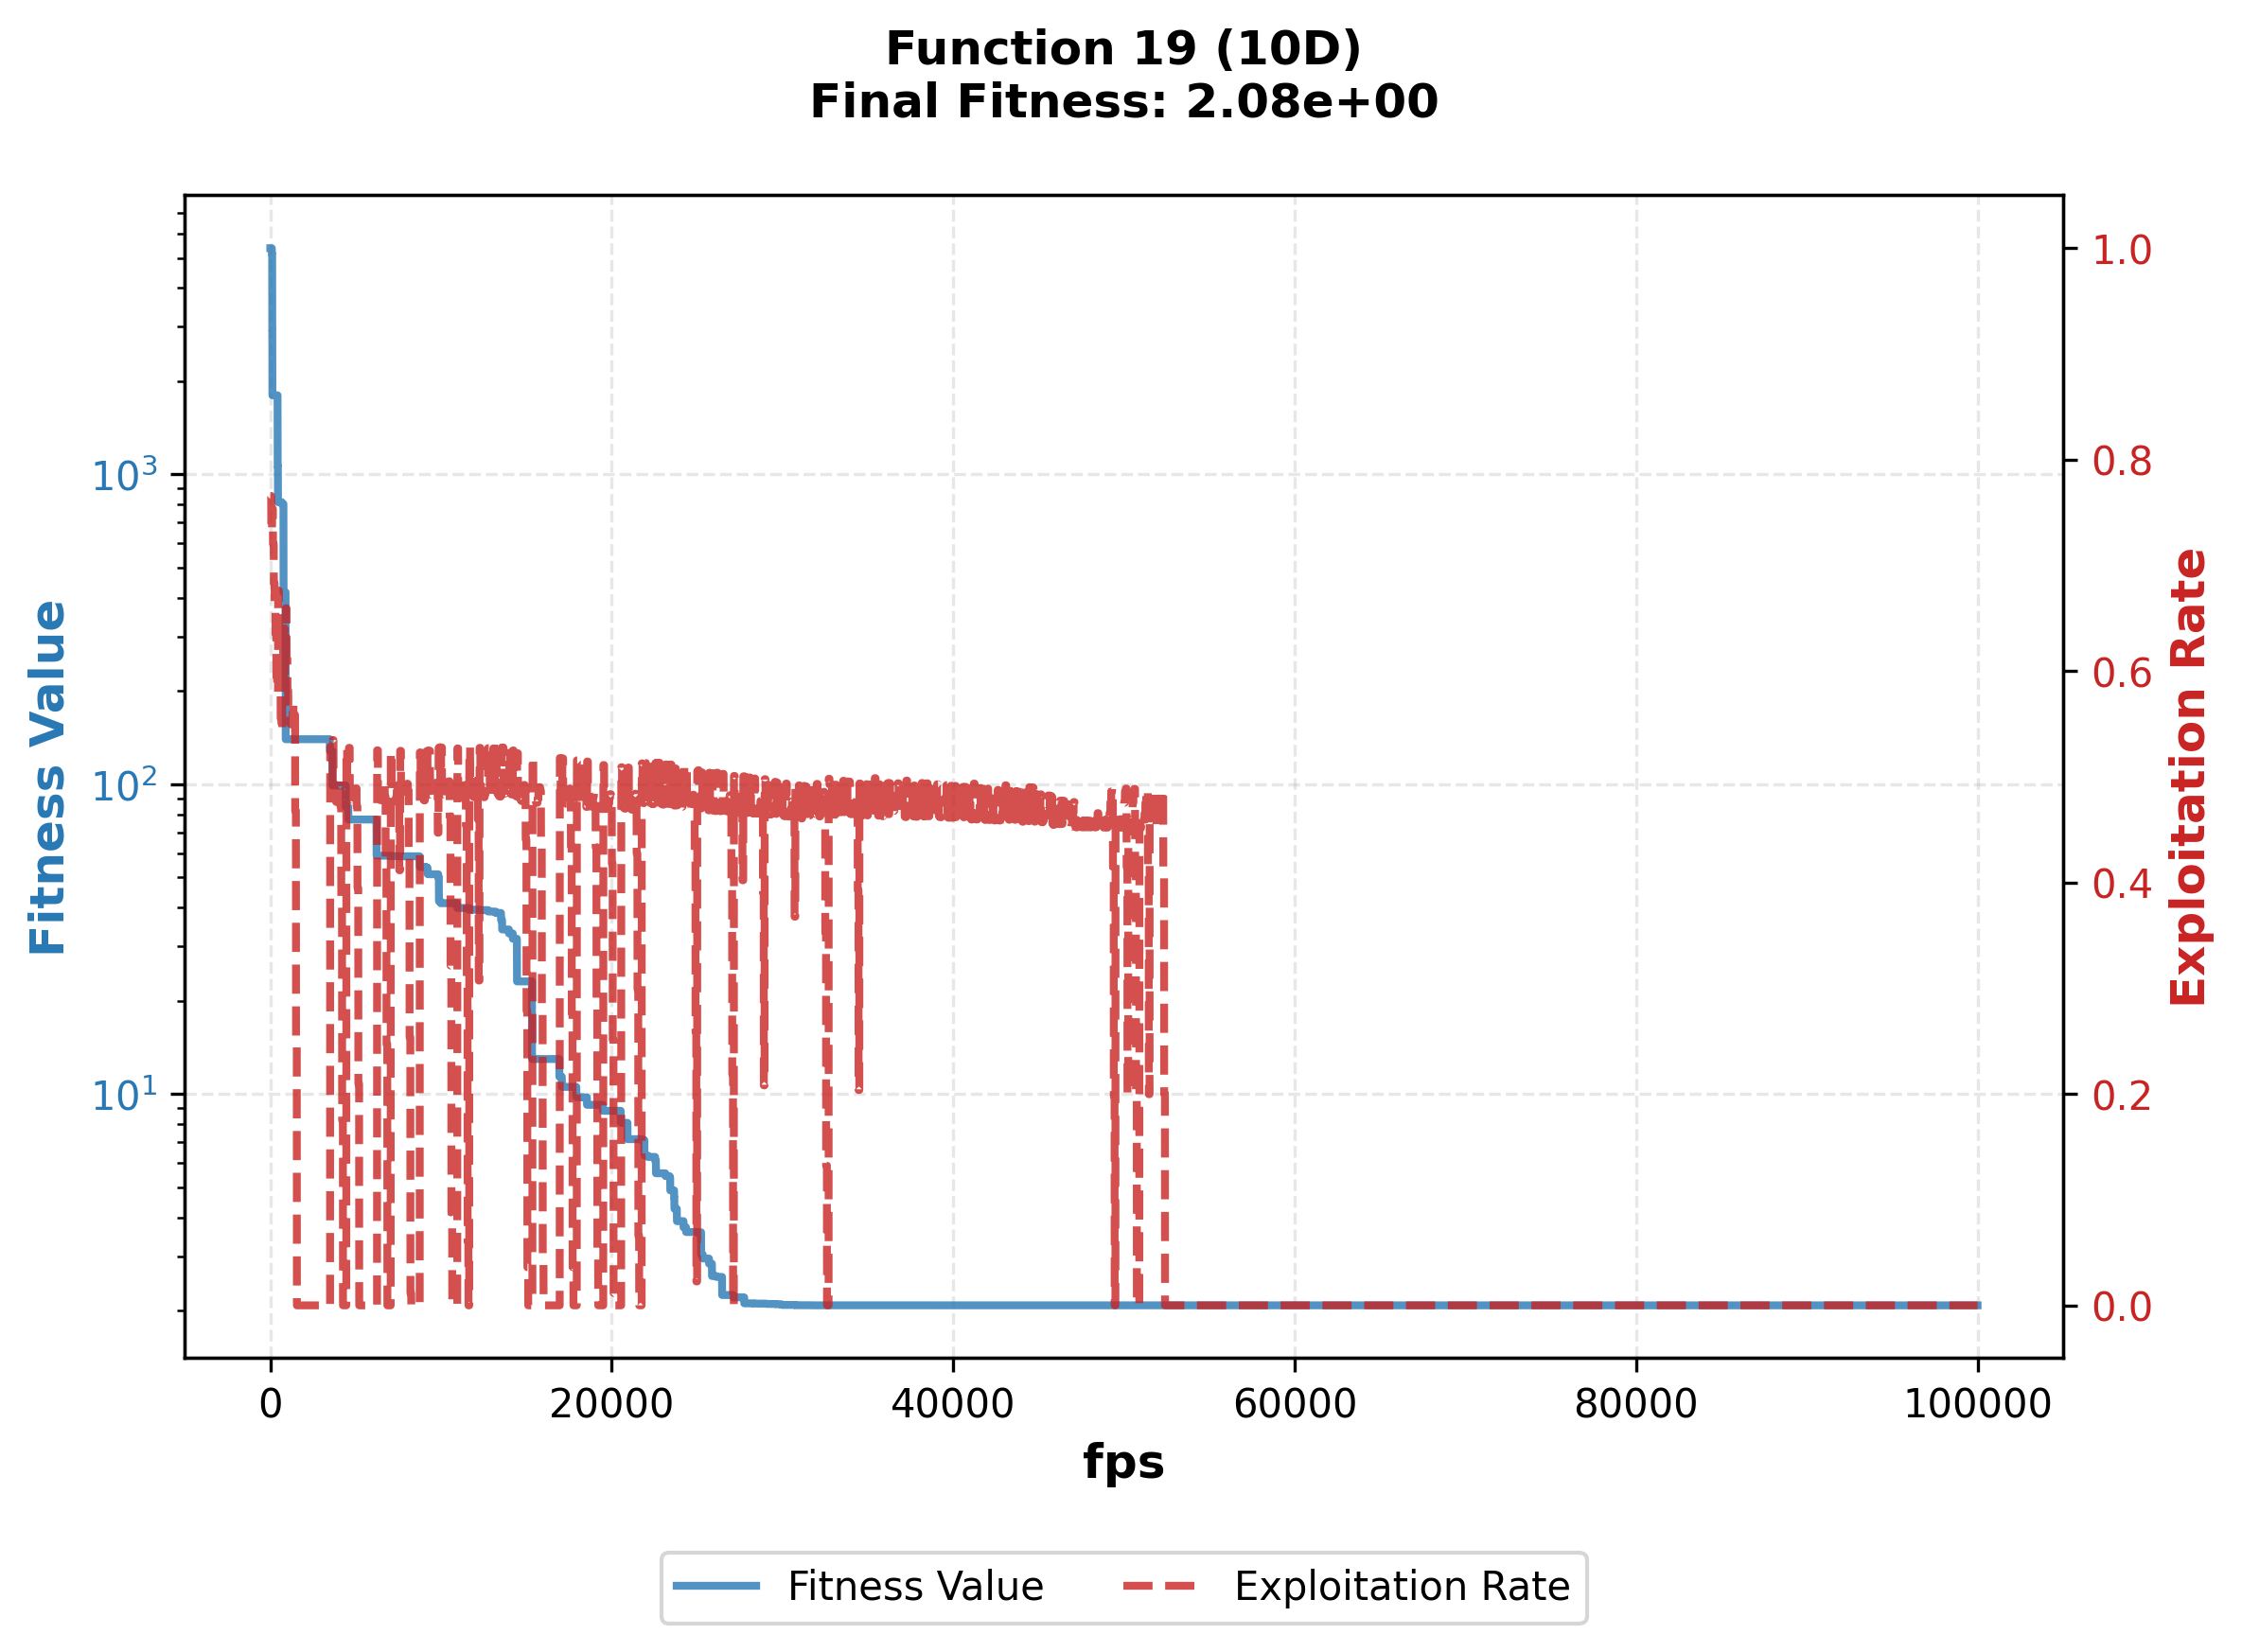 Function 19 (10D)
Final Fitness: 2.08e+00
Fitness Value
10³
10²
10¹
1.0
0.8
0.6
0.4
0.2
0.0
Exploitation Rate
0 20000 40000 60000 80000 100000
fps
Fitness Value Exploitation Rate